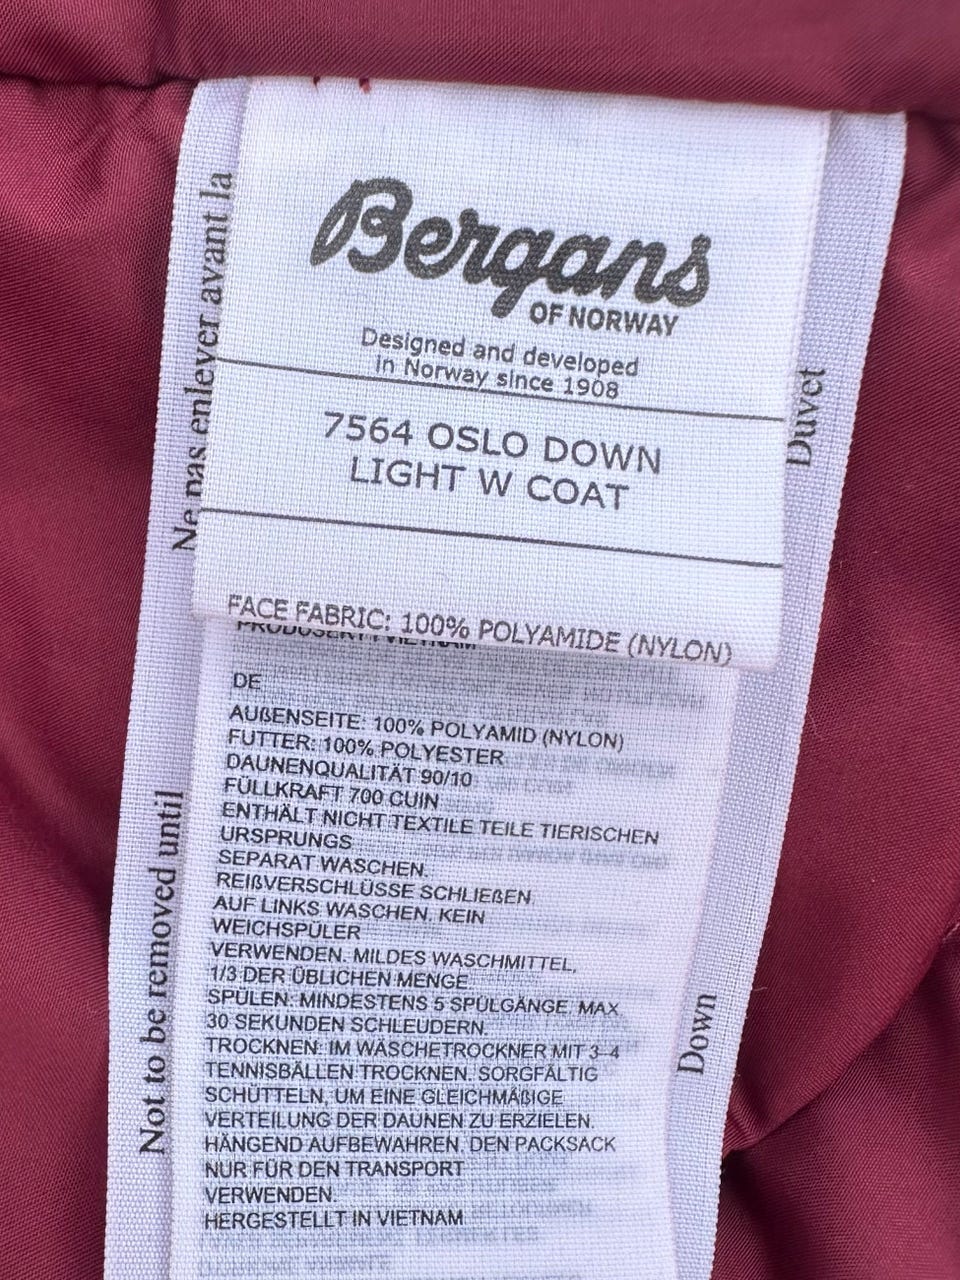 Bergans
OF NORWAY
Designed and developed
in Norway since 1908
7564 OSLO DOWN
LIGHT W COAT
FACE FABRIC: 100% POLYAMIDE (NYLON)
PRODUSERT I VIETNAM
DE
AUßENSEITE: 100% POLYAMID (NYLON)
FUTTER: 100% POLYESTER
DAUNENQUALITÄT 90/10
FÜLLKRAFT 700 CUIN
ENTHÄLT NICHT TEXTILE TEILE TIERISCHEN
URSPRUNGS
SEPARAT WASCHEN.
REIßVERSCHLÜSSE SCHLIEßEN.
AUF LINKS WASCHEN. KEIN
WEICHSPÜLER
VERWENDEN. MILDES WASCHMITTEL,
1/3 DER ÜBLICHEN MENGE.
SPÜLEN: MINDESTENS 5 SPÜLGÄNGE. MAX.
30 SEKUNDEN SCHLEUDERN.
TROCKNEN: IM WÄSCHETROCKNER MIT 3-4
TENNISBÄLLEN TROCKNEN. SORGFÄLTIG
SCHÜTTELN, UM EINE GLEICHMÄßIGE
VERTEILUNG DER DAUNEN ZU ERZIELEN.
HÄNGEND AUFBEWAHREN. DEN PACKSACK
NUR FÜR DEN TRANSPORT
VERWENDEN.
HERGESTELLT IN VIETNAM
Ne pas enlever avant la
Not to be removed until
Duvet
Down